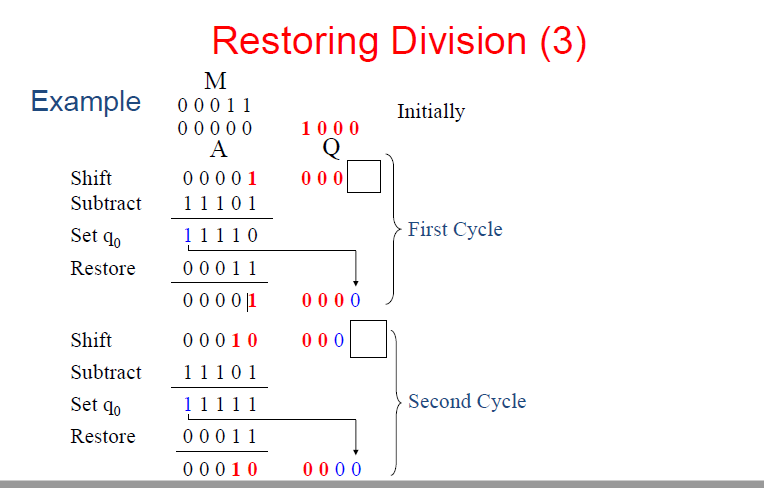 Restoring Division (3)
Example
M
0 0 0 1 1
0 0 0 0 0 1 0 0 0 Initially
A Q
Shift 0 0 0 0 1 0 0 0
Subtract 1 1 1 0 1
Set q0 1 1 1 1 0 First Cycle
Restore 0 0 0 1 1
0 0 0 0 1 0 0 0 0
Shift 0 0 0 1 0 0 0 0
Subtract 1 1 1 0 1
Set q0 1 1 1 1 1 Second Cycle
Restore 0 0 0 1 1
0 0 0 1 0 0 0 0 0